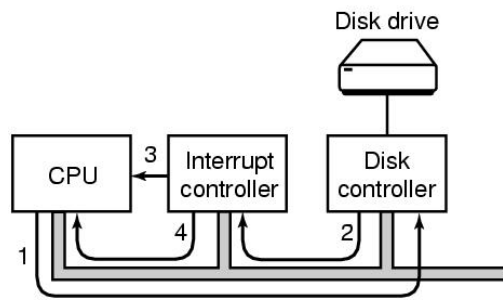 Disk drive
CPU
3
Interrupt
controller
Disk
controller
1
4
2